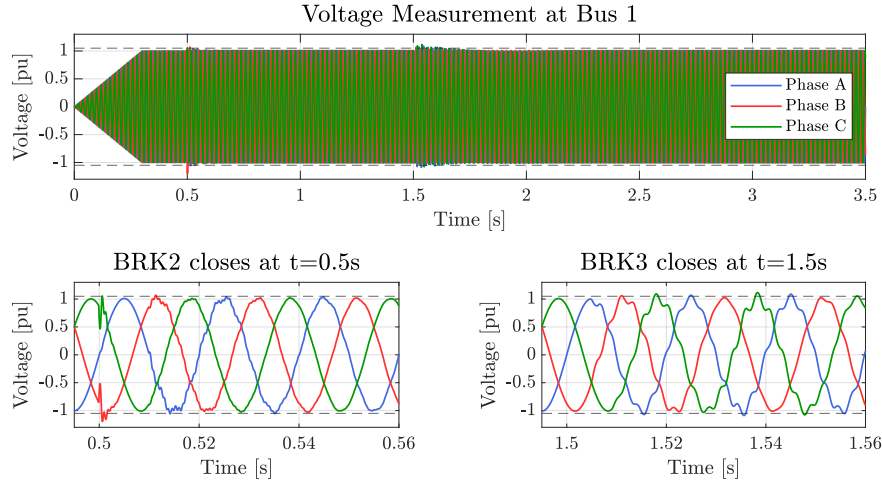 Voltage Measurement at Bus 1
Voltage [pu]
1
0.5
0
-0.5
-1
Phase A
Phase B
Phase C
0 0.5 1 1.5 2 2.5 3 3.5
Time [s]
BRK2 closes at t=0.5s
Voltage [pu]
1
0.5
0
-0.5
-1
0.5 0.52 0.54 0.56
Time [s]
BRK3 closes at t=1.5s
Voltage [pu]
1
0.5
0
-0.5
-1
1.5 1.52 1.54 1.56
Time [s]